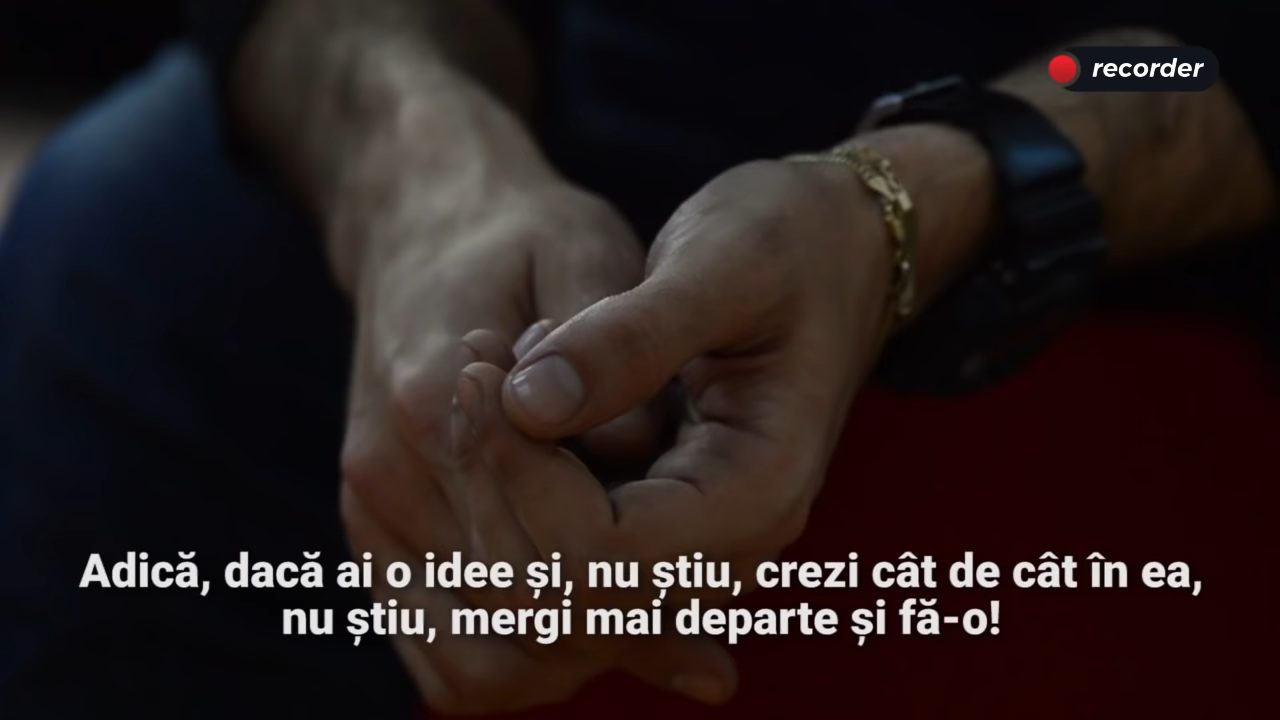 recorder
Adică, dacă ai o idee și, nu știu, crezi cât de cât în ea,
nu știu, mergi mai departe și fă-o!